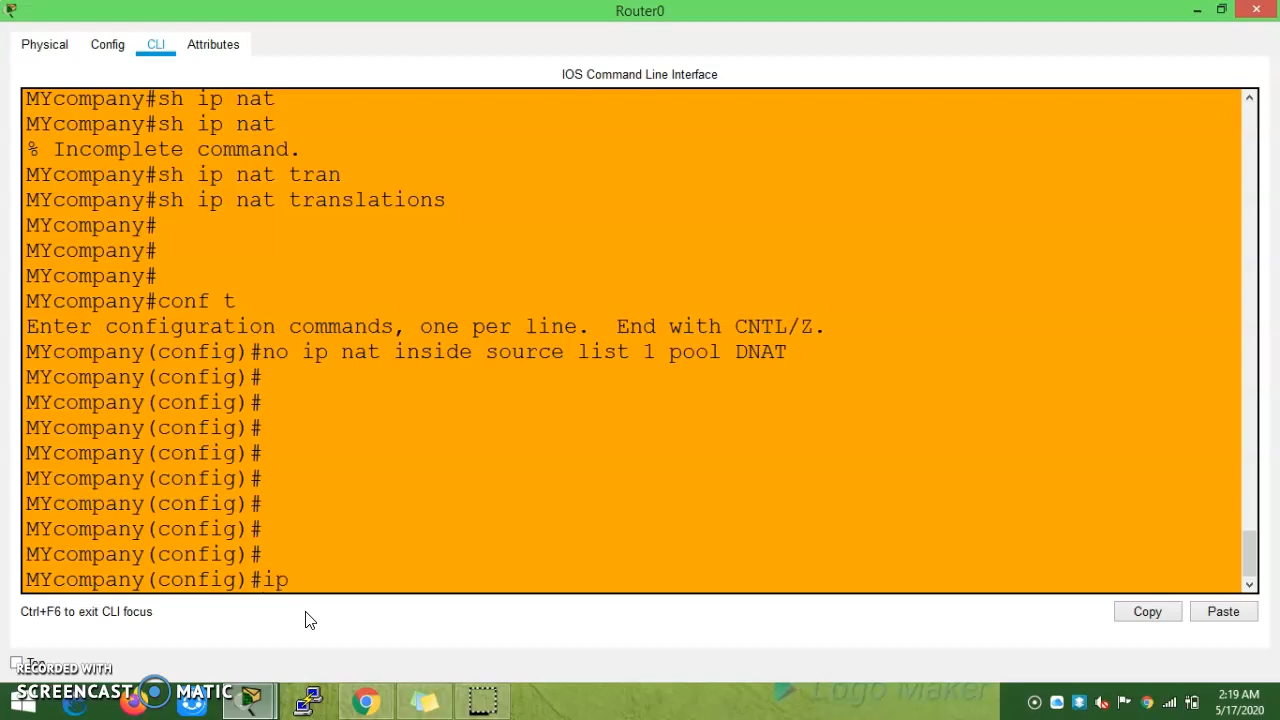 Router0
Physical Config CLI Attributes
IOS Command Line Interface
MYcompany#sh ip nat
MYcompany#sh ip nat
% Incomplete command.
MYcompany#sh ip nat tran
MYcompany#sh ip nat translations
MYcompany#
MYcompany#
MYcompany#
MYcompany#conf t
Enter configuration commands, one per line.  End with CNTL/Z.
MYcompany(config)#no ip nat inside source list 1 pool DNAT
MYcompany(config)#
MYcompany(config)#
MYcompany(config)#
MYcompany(config)#
MYcompany(config)#
MYcompany(config)#
MYcompany(config)#
MYcompany(config)#
MYcompany(config)#ip
Ctrl+F6 to exit CLI focus
Copy Paste
Top
RECORDED WITH
SCREENCAST MATIC
Logo Maker
2:19 AM
5/17/2020